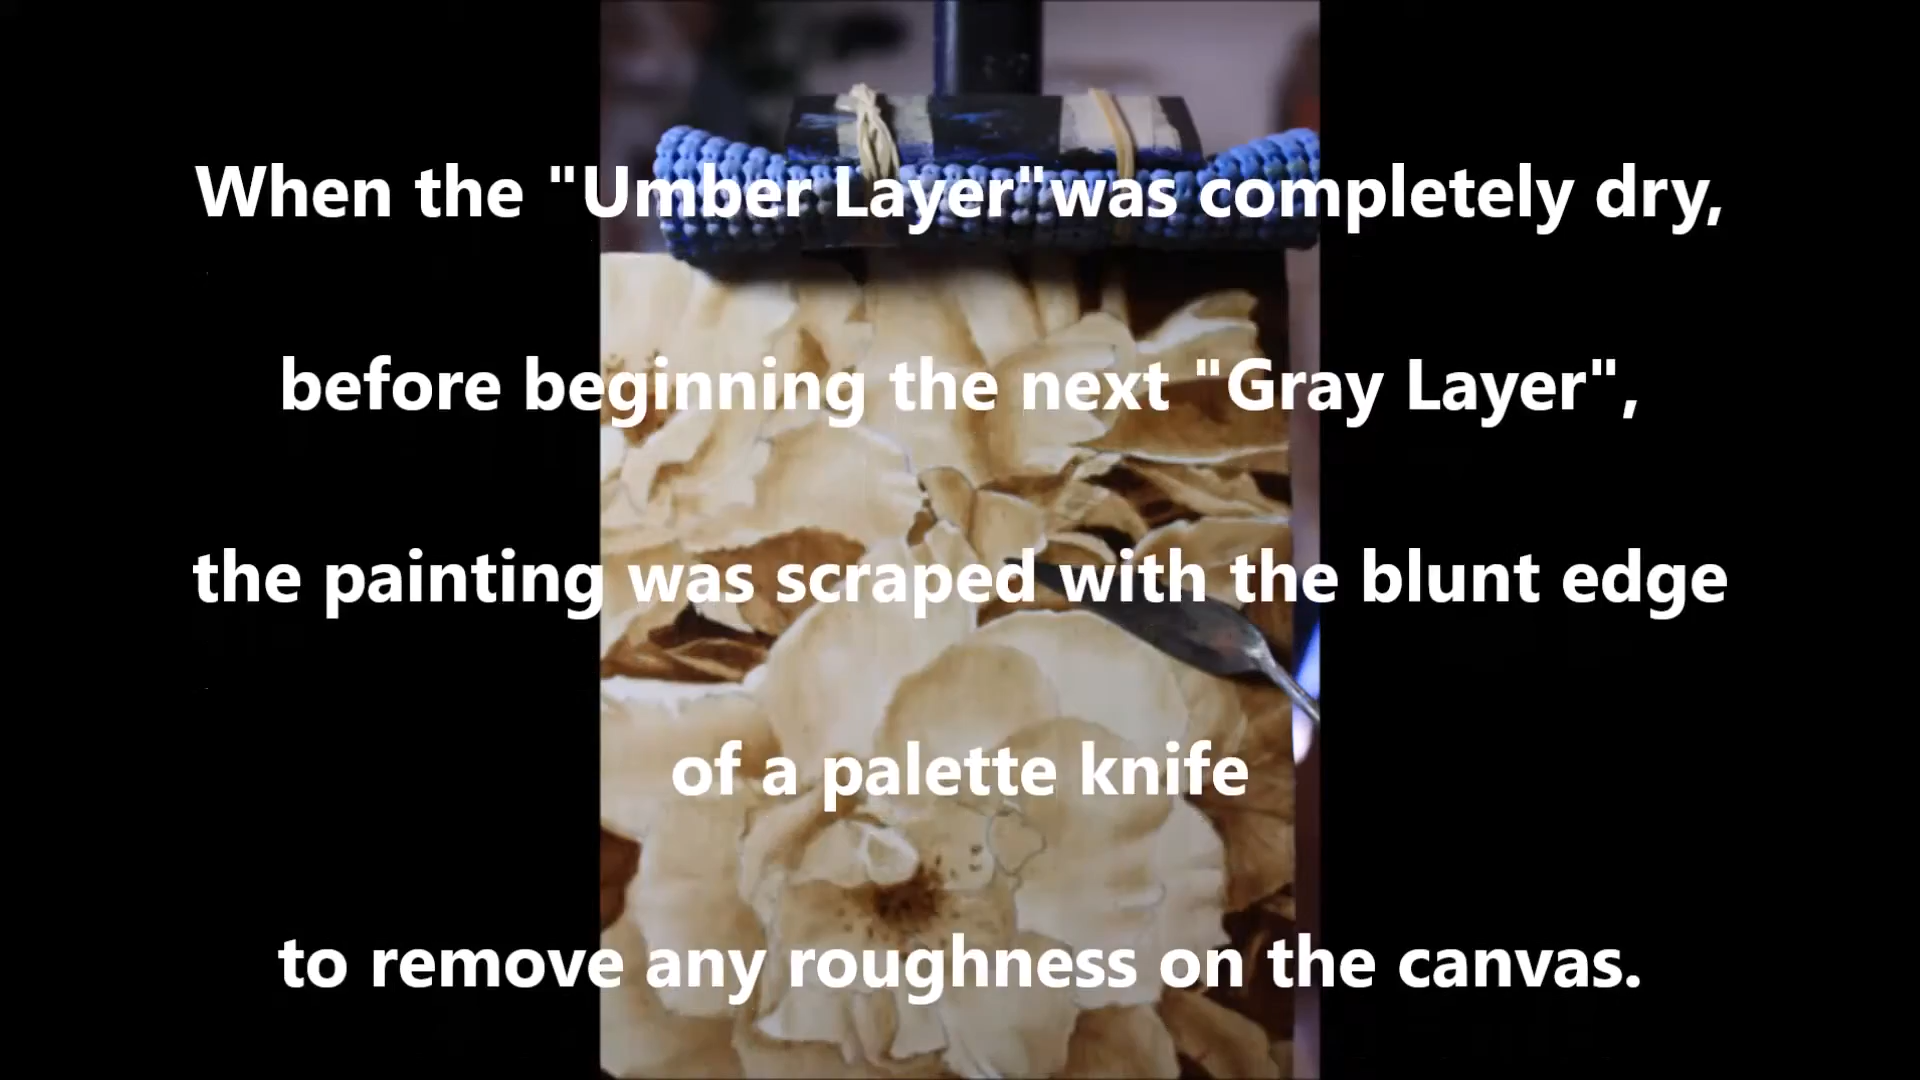 When the "Umber Layer"was completely dry,
before beginning the next "Gray Layer",
the painting was scraped with the blunt edge
of a palette knife
to remove any roughness on the canvas.